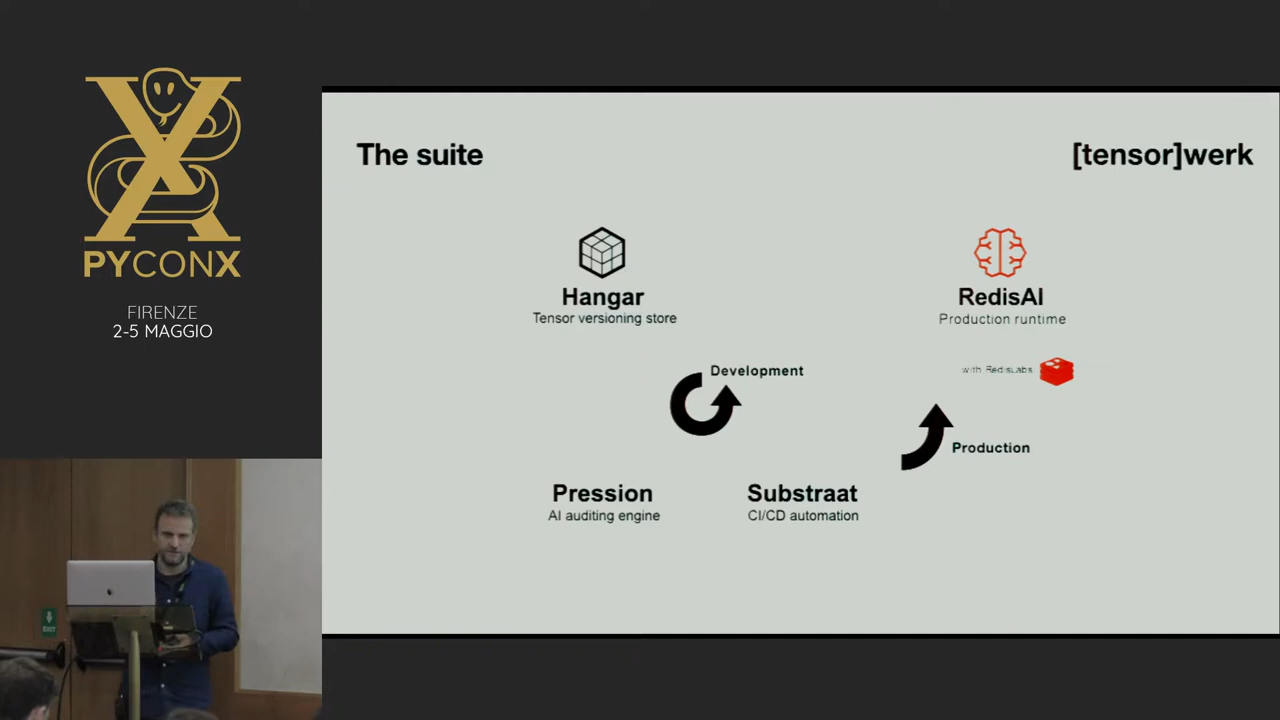 PYCONX
FIRENZE
2-5 MAGGIO
The suite
[tensor]werk
Hangar
Tensor versioning store
RedisAI
Production runtime
with RedisLabs
Development
Production
Pression
AI auditing engine
Substraat
CI/CD automation
EXIT